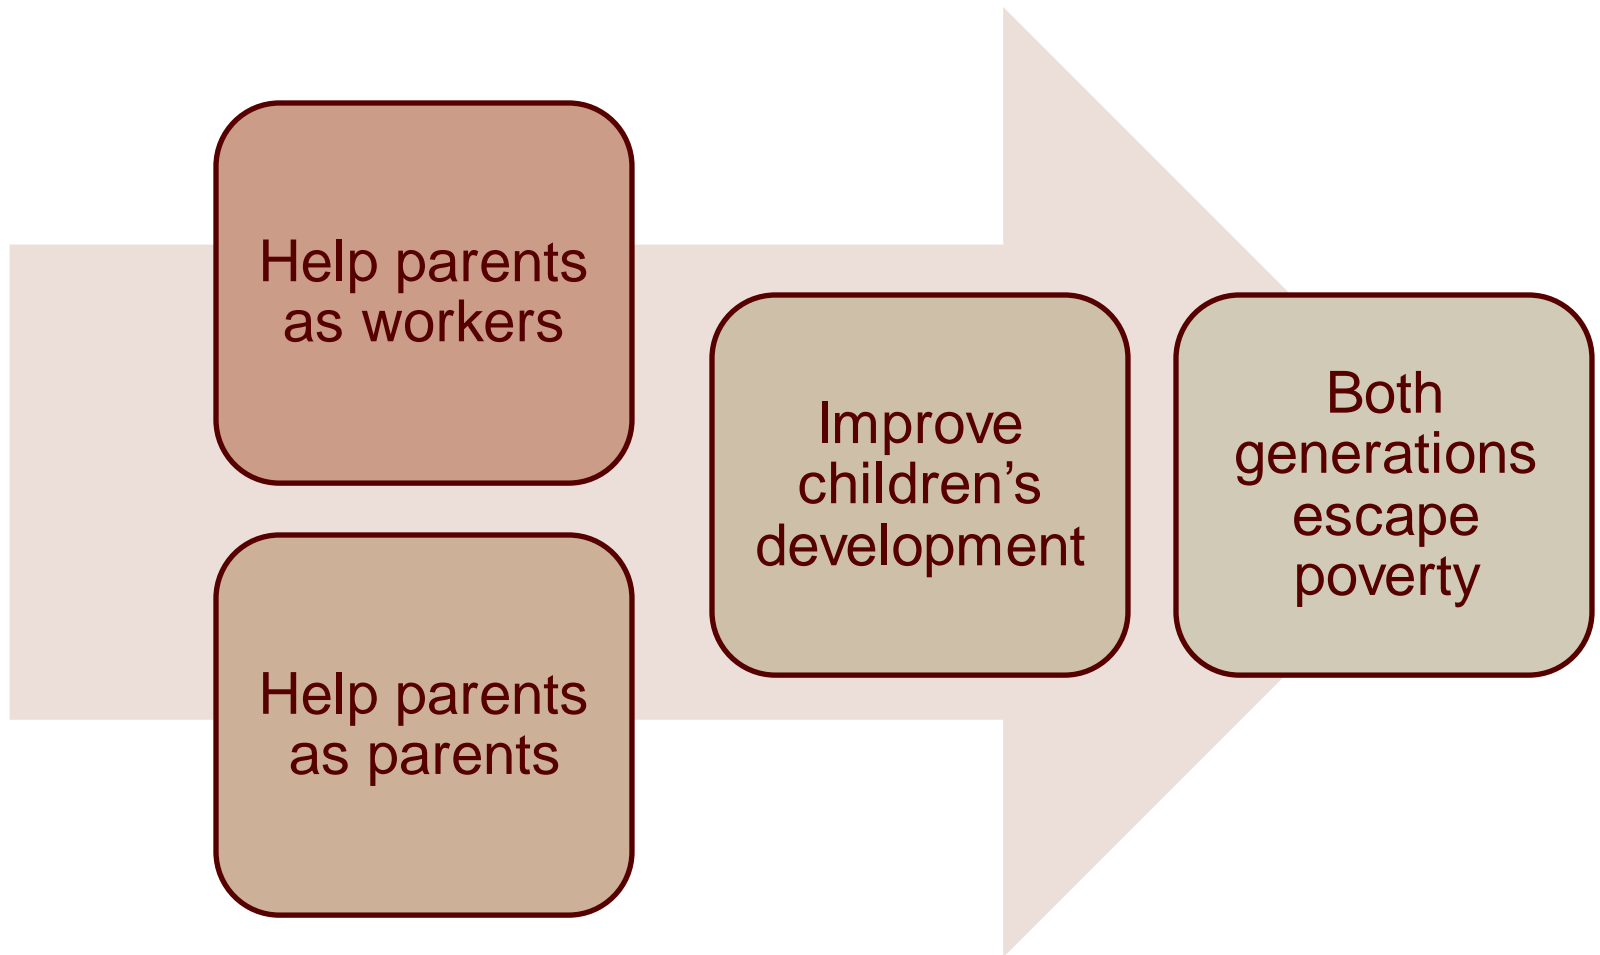 Help parents
as workers
Help parents
as parents
Improve
children’s
development
Both
generations
escape
poverty